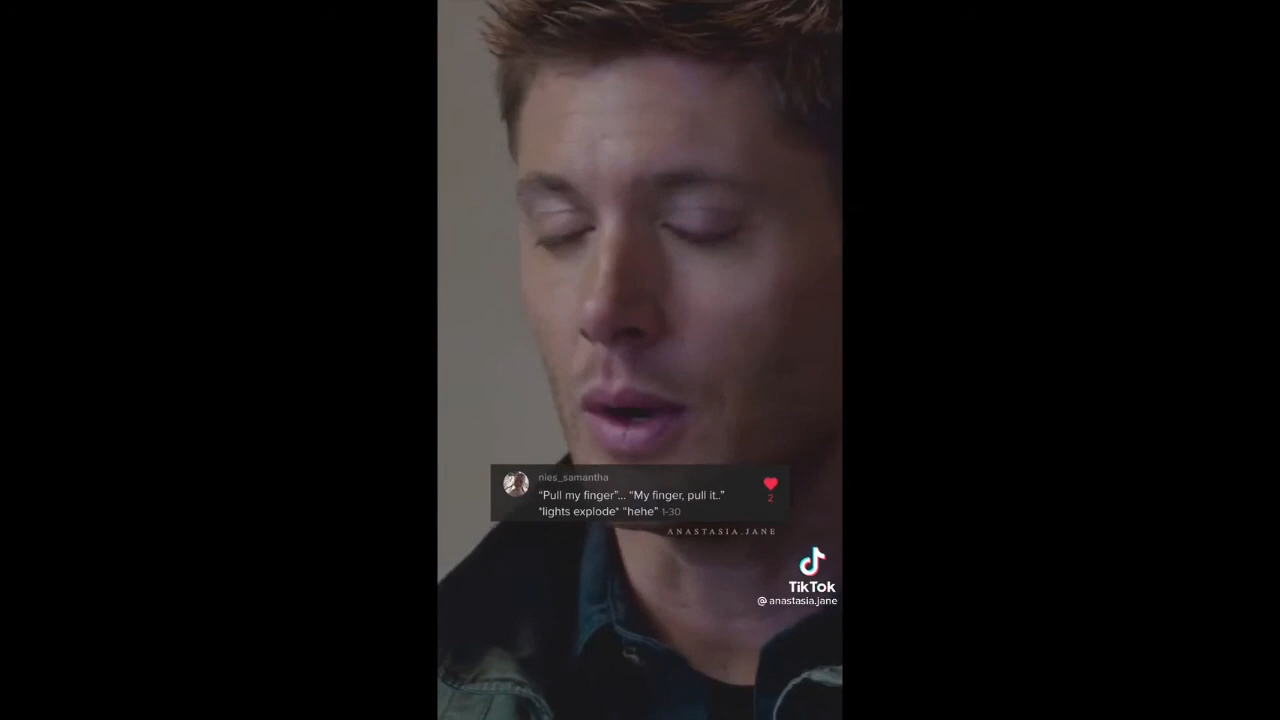 nies_samantha
“Pull my finger”... “My finger, pull it..”
*lights explode* “hehe” 1-30
2
ANASTASIA.JANE
TikTok
@anastasia.jane